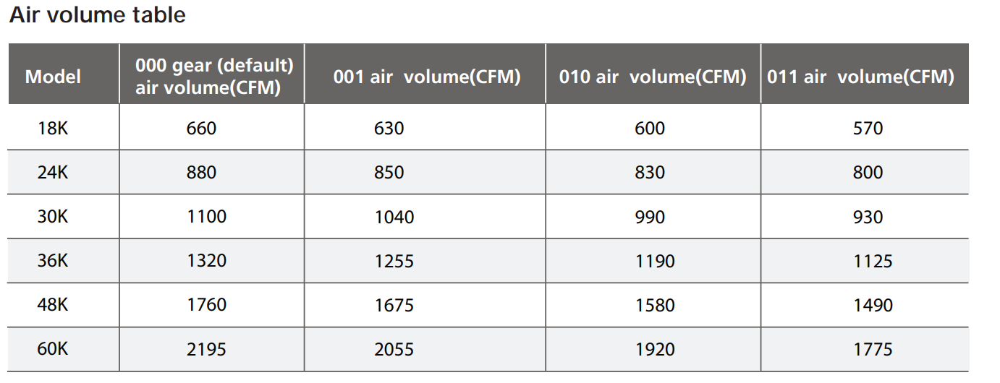 Air volume table
Model 000 gear (default) air volume(CFM) 001 air volume(CFM) 010 air volume(CFM) 011 air volume(CFM)
18K 660 630 600 570
24K 880 850 830 800
30K 1100 1040 990 930
36K 1320 1255 1190 1125
48K 1760 1675 1580 1490
60K 2195 2055 1920 1775